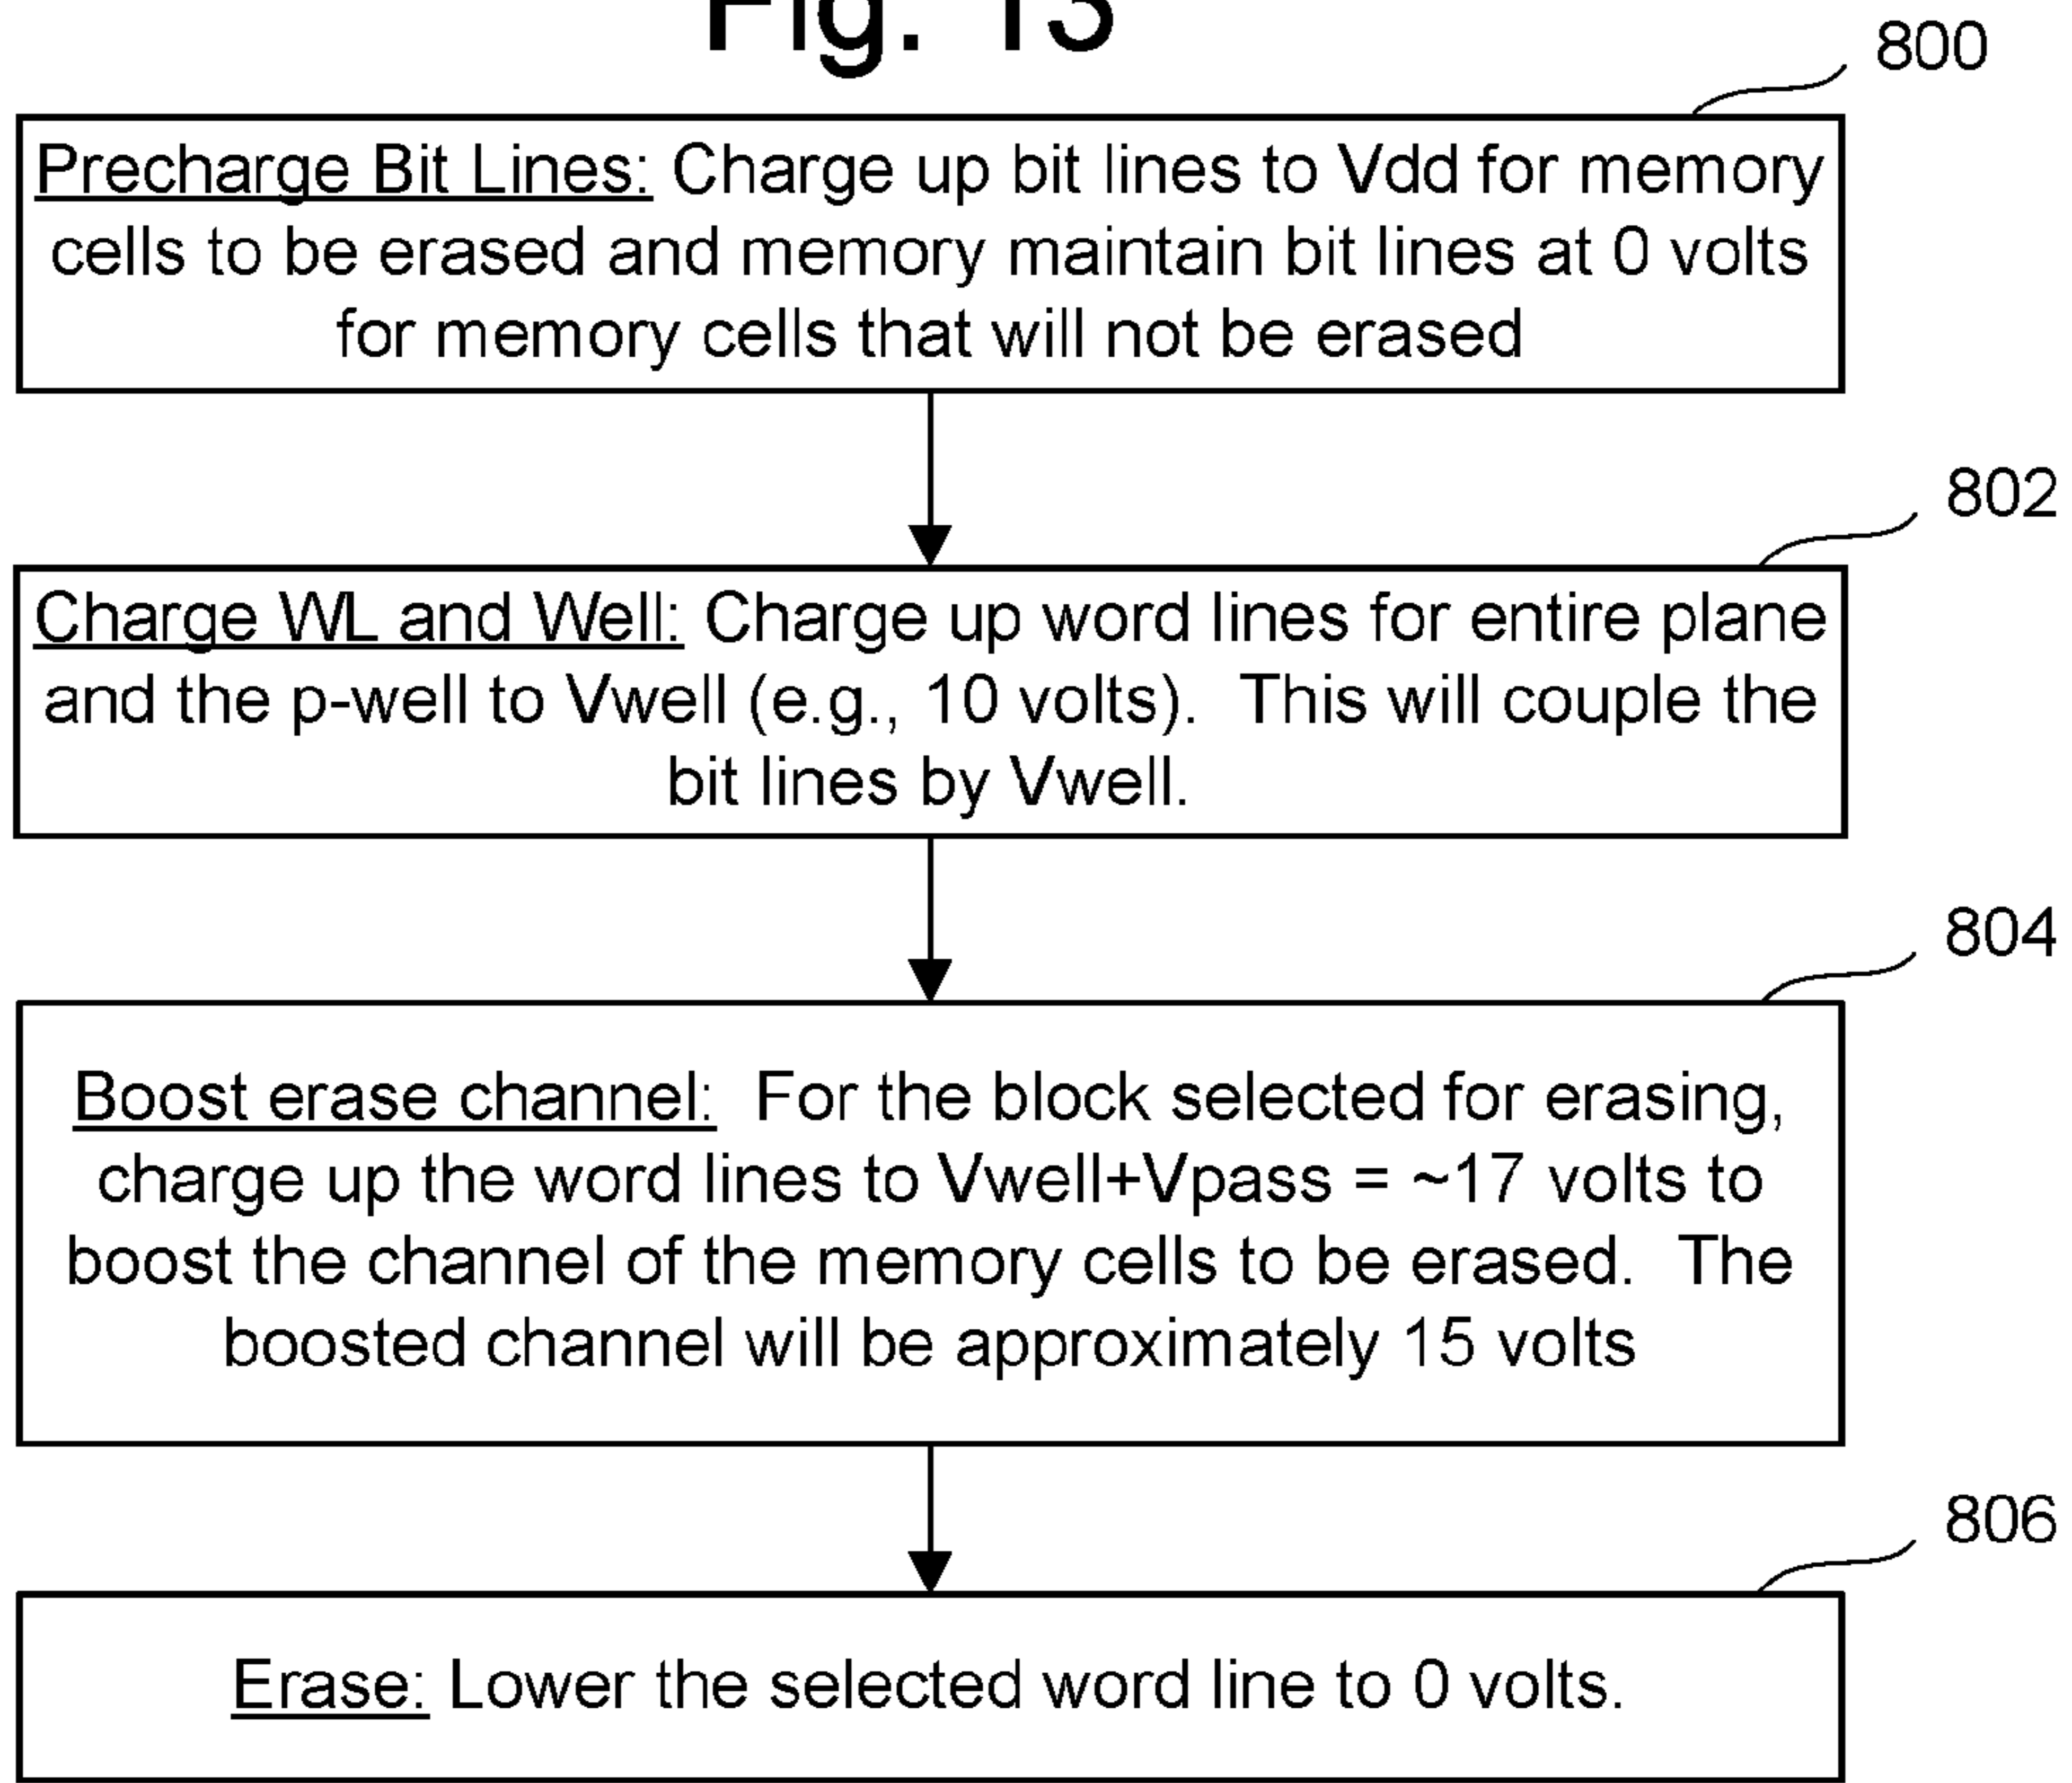 Fig. 13
800
Precharge Bit Lines: Charge up bit lines to Vdd for memory
cells to be erased and memory maintain bit lines at 0 volts
for memory cells that will not be erased
802
Charge WL and Well: Charge up word lines for entire plane
and the p-well to Vwell (e.g., 10 volts). This will couple the
bit lines by Vwell.
804
Boost erase channel: For the block selected for erasing,
charge up the word lines to Vwell+Vpass = ~17 volts to
boost the channel of the memory cells to be erased. The
boosted channel will be approximately 15 volts
806
Erase: Lower the selected word line to 0 volts.